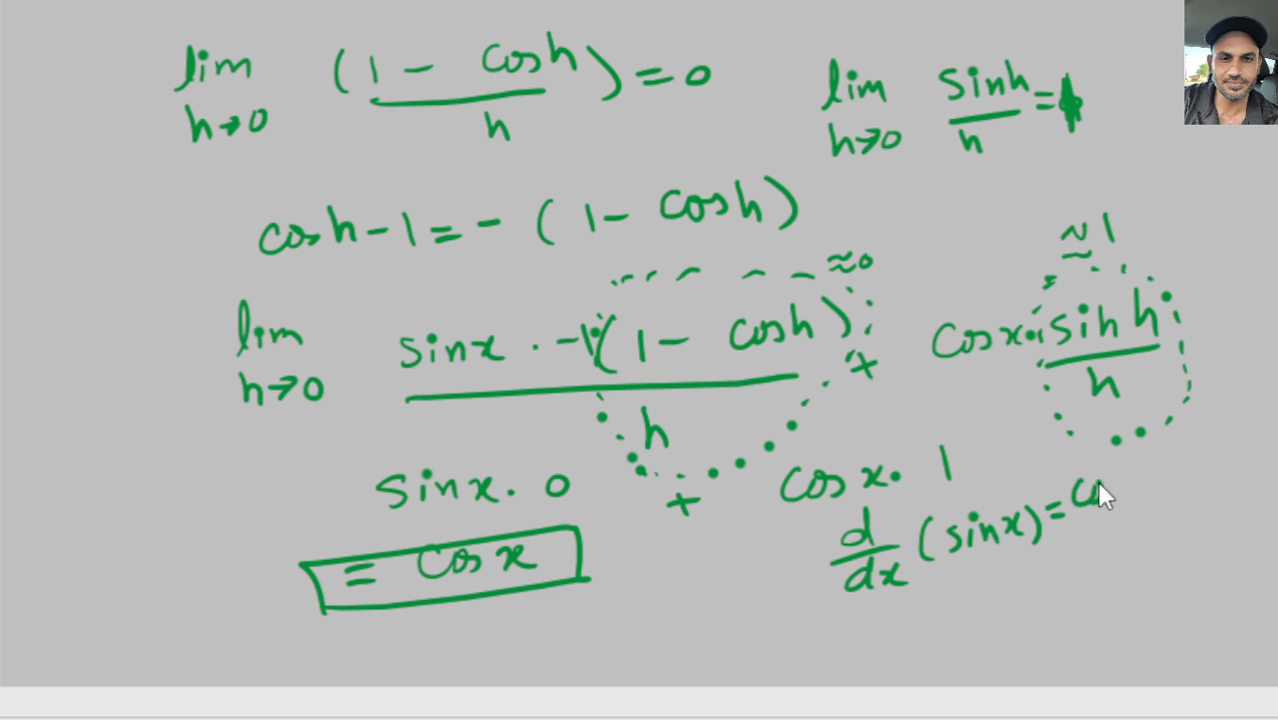 lim (1 - cosh) = 0
h→0 h
lim sinh = 1
h→0 h
cosh - 1 = - (1 - cosh)
≈0
≈1
lim sinx . -1(1 - cosh) + cosx . sinh
h→0 h h
sinx . 0 + cosx . 1
= cosx
d (sinx) = co
dx